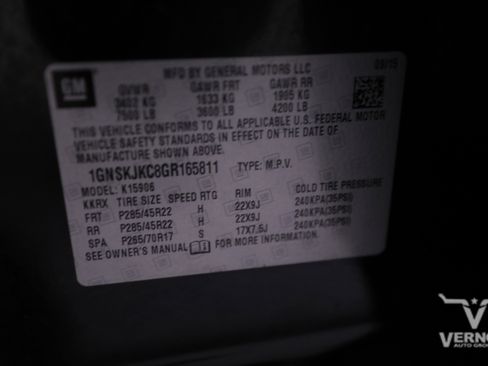 GM
MFD BY GENERAL MOTORS LLC 09/15
GVWR GAWR FRT GAWR RR
3402 KG 1633 KG 1905 KG
7500 LB 3600 LB 4200 LB
THIS VEHICLE CONFORMS TO ALL APPLICABLE U.S. FEDERAL MOTOR
VEHICLE SAFETY STANDARDS IN EFFECT ON THE DATE OF
MANUFACTURE SHOWN ABOVE.
1GNSKJKC8GR165811 TYPE: M.P.V.
MODEL: K15906
KKRX TIRE SIZE SPEED RTG RIM COLD TIRE PRESSURE
FRT P285/45R22 H 22X9J 240KPA(35PSI)
RR P285/45R22 H 22X9J 240KPA(35PSI)
SPA P265/70R17 S 17X7.5J 240KPA(35PSI)
SEE OWNER'S MANUAL FOR MORE INFORMATION
V
VERNO
AUTO GROU